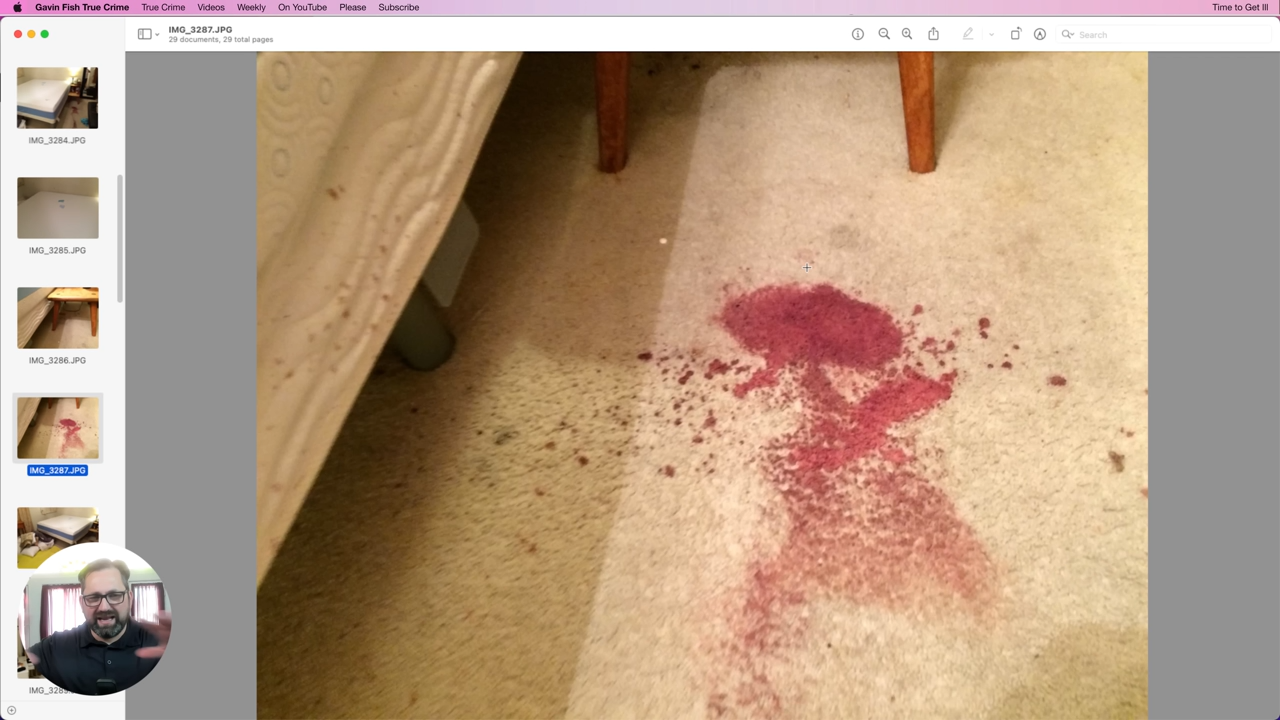 Gavin Fish True Crime True Crime Videos Weekly On YouTube Please Subscribe Time to Get Ill
IMG_3287.JPG
29 documents, 29 total pages
Search
IMG_3284.JPG
IMG_3285.JPG
IMG_3286.JPG
IMG_3287.JPG